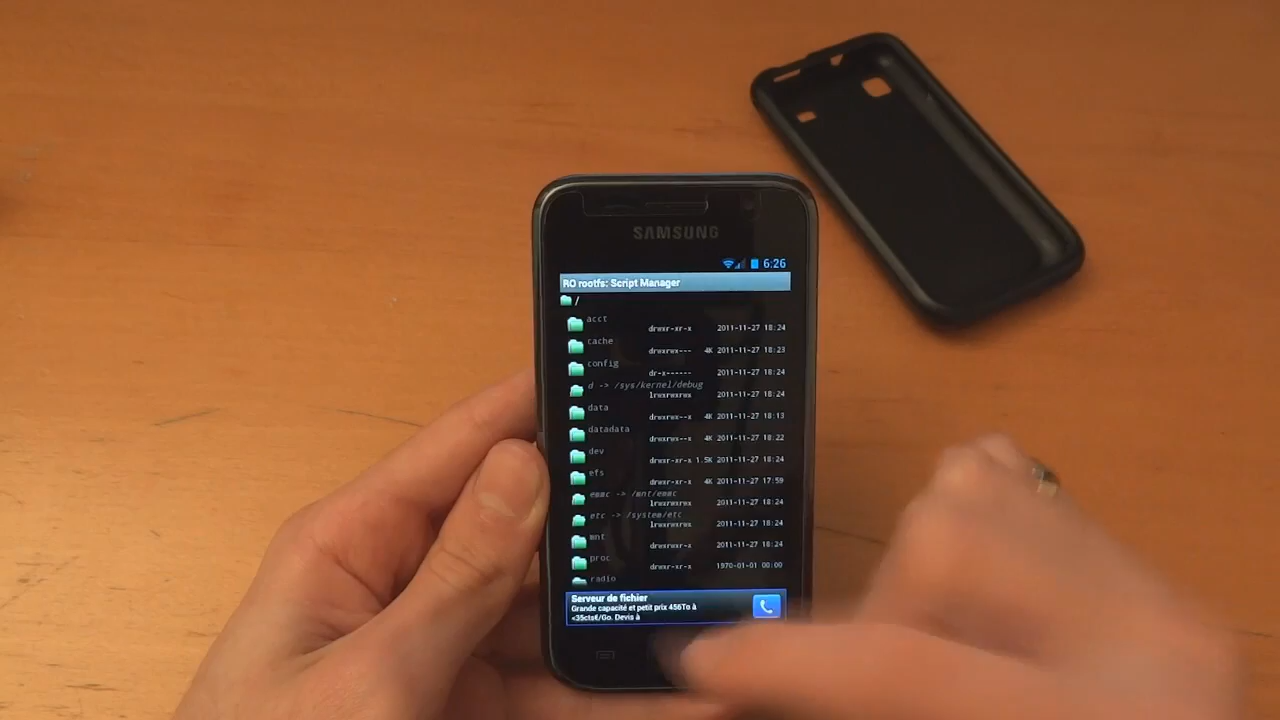 SAMSUNG
6:26
RO rootfs: Script Manager
/
acct
drwxr-xr-x 2011-11-27 18:24
cache
drwxrwx--- 4K 2011-11-27 18:23
config
dr-x------ 2011-11-27 18:24
d -> /sys/kernel/debug
lrwxrwxrwx 2011-11-27 18:24
data
drwxrwx--x 4K 2011-11-27 18:13
datadata
drwxrwx--x 4K 2011-11-27 18:22
dev
drwxr-xr-x 1.5K 2011-11-27 18:24
efs
drwxr-xr-x 4K 2011-11-27 17:59
emmc -> /mnt/emmc
lrwxrwxrwx 2011-11-27 18:24
etc -> /system/etc
lrwxrwxrwx 2011-11-27 18:24
mnt
drwxrwxr-x 2011-11-27 18:24
proc
drwxr-xr-x 1970-01-01 00:00
radio
Serveur de fichier
Grande capacité et petit prix 456To à
<35cts€/Go. Devis à